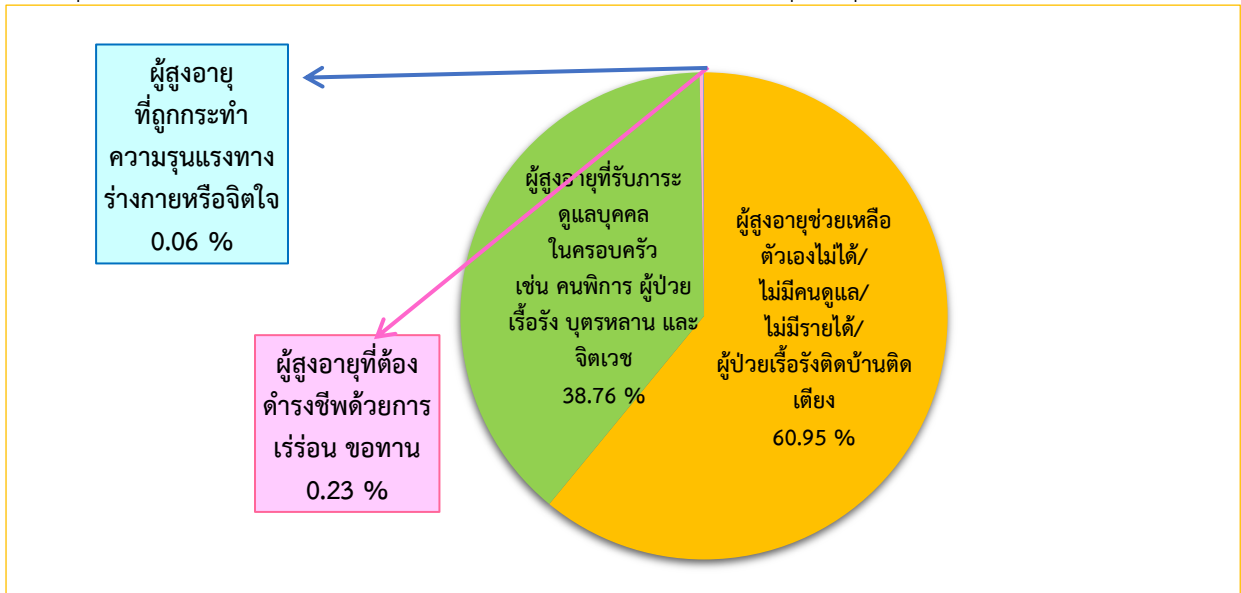 ผู้สูงอายุ
ที่ถูกกระทำ
ความรุนแรงทาง
ร่างกายหรือจิตใจ
0.06 %
ผู้สูงอายุที่รับภาระ
ดูแลบุคคล
ในครอบครัว
เช่น คนพิการ ผู้ป่วย
เรื้อรัง บุตรหลาน และ
จิตเวช
38.76 %
ผู้สูงอายุช่วยเหลือ
ตัวเองไม่ได้/
ไม่มีคนดูแล/
ไม่มีรายได้/
ผู้ป่วยเรื้อรังติดบ้านติด
เตียง
60.95 %
ผู้สูงอายุที่ต้อง
ดำรงชีพด้วยการ
เร่ร่อน ขอทาน
0.23 %